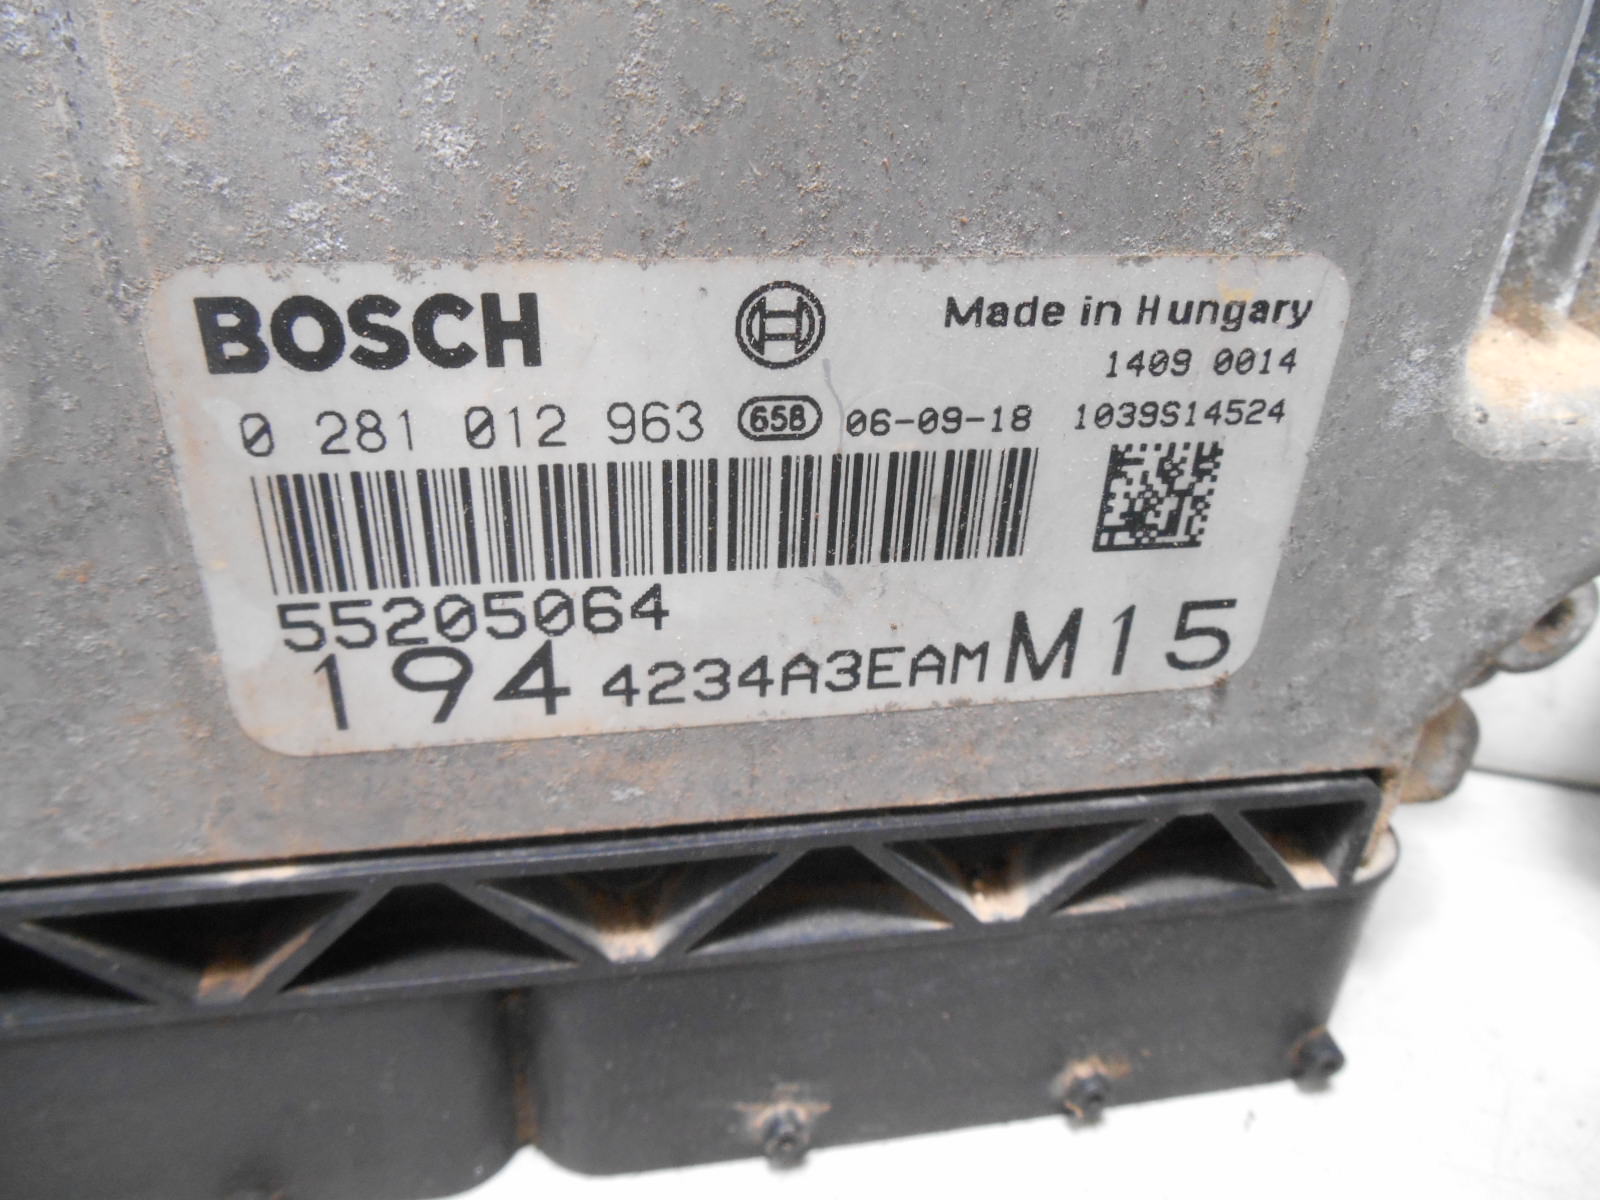 BOSCH
Made in Hungary
1409 0014
0 281 012 963 658 06-09-18 1039S14524
55205064
194 4234A3EAM M15